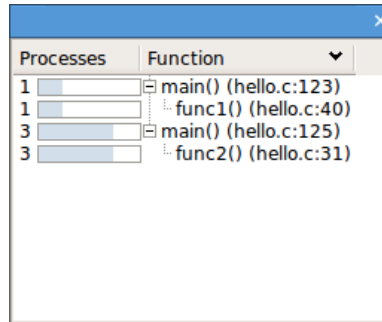 Processes Function
1 main() (hello.c:123)
1 func1() (hello.c:40)
3 main() (hello.c:125)
3 func2() (hello.c:31)